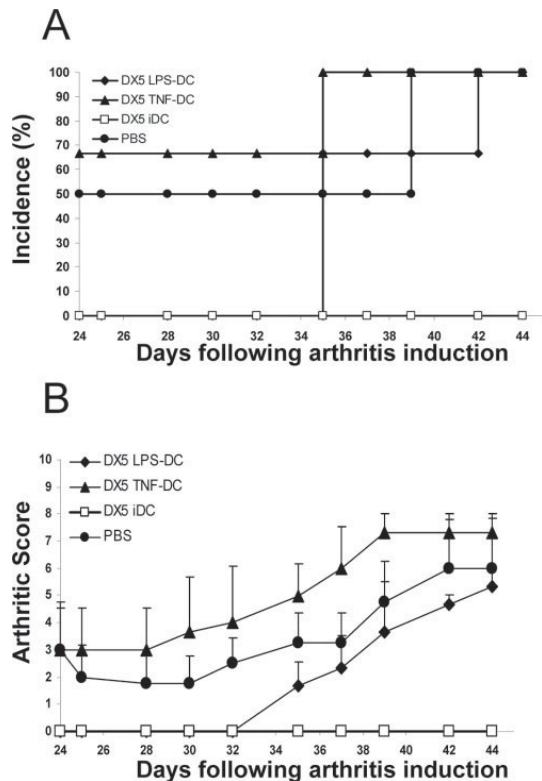 A
DX5 LPS-DC
DX5 TNF-DC
DX5 iDC
PBS
Incidence (%)
100
90
80
70
60
50
40
30
20
10
0
24 26 28 30 32 34 36 38 40 42 44
Days following arthritis induction
B
DX5 LPS-DC
DX5 TNF-DC
DX5 iDC
PBS
Arthritic Score
10
9
8
7
6
5
4
3
2
1
0
24 26 28 30 32 34 36 38 40 42 44
Days following arthritis induction